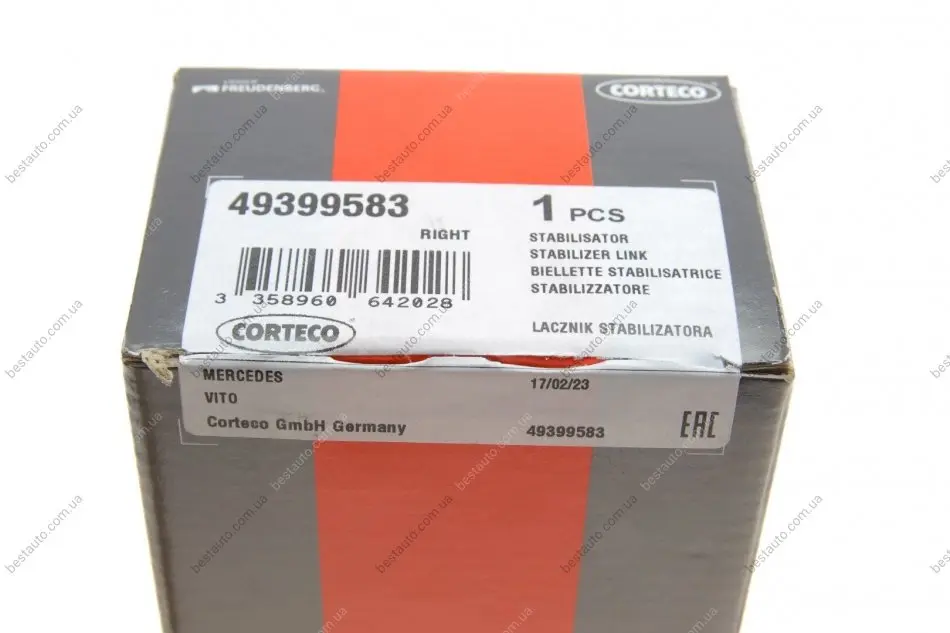 FREUDENBERG
CORTECO
49399583
1 PCS
RIGHT
STABILISATOR
STABILIZER LINK
BIELLETTE STABILISATRICE
STABILIZZATORE
3 358960 642028
CORTECO
LACZNIK STABILIZATORA
MERCEDES
17/02/23
VITO
Corteco GmbH Germany
49399583
EAC
bestauto.com.ua